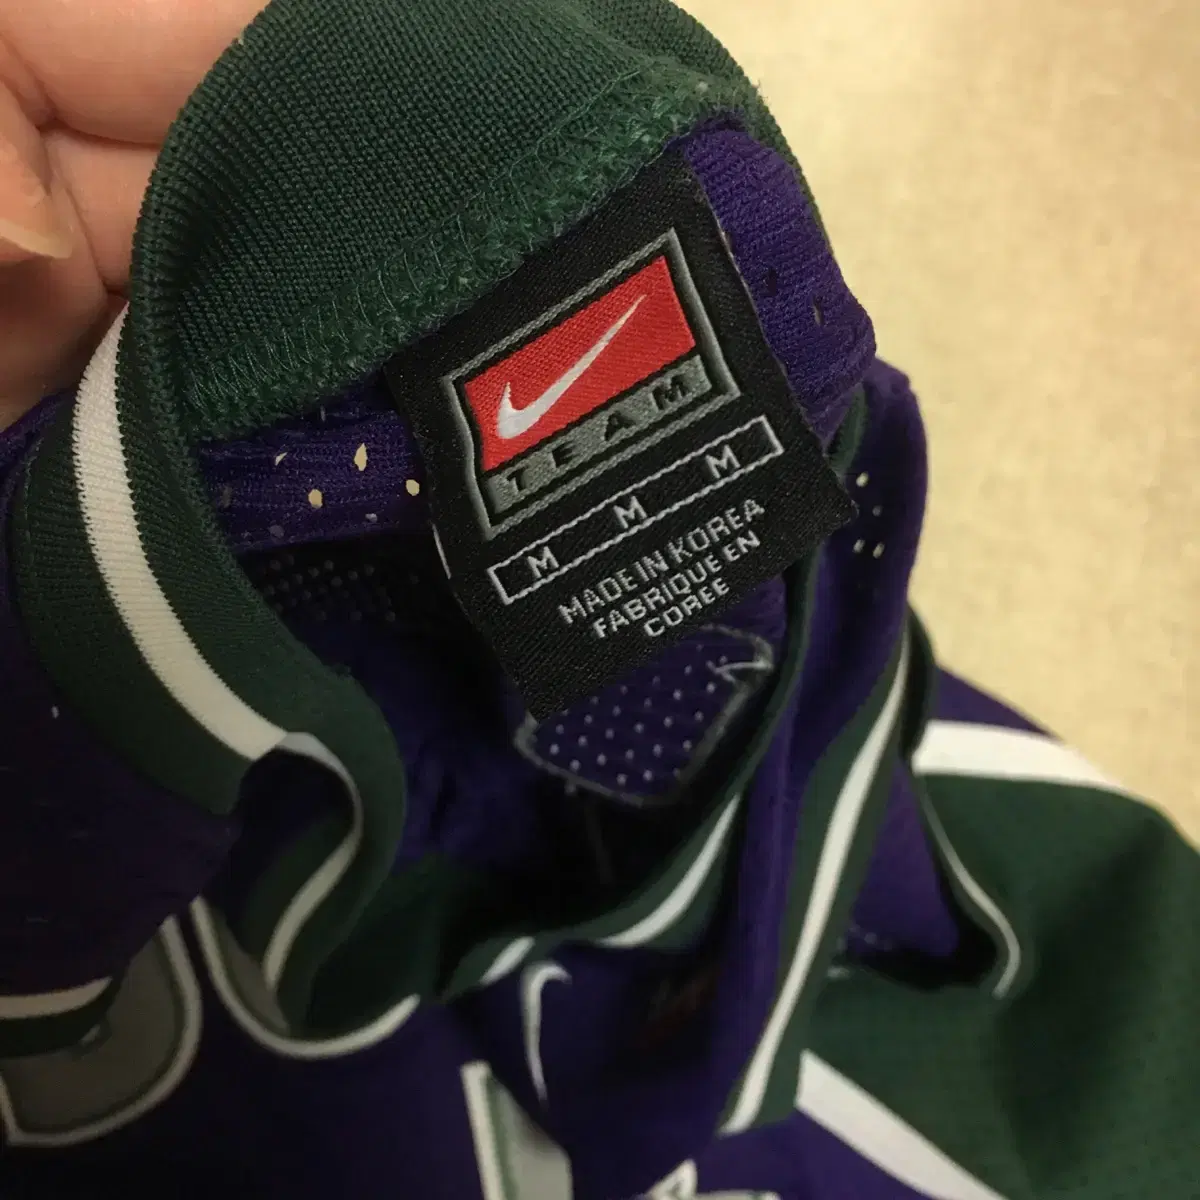 TEAM
M M M
MADE IN KOREA
FABRIQUE EN
COREE